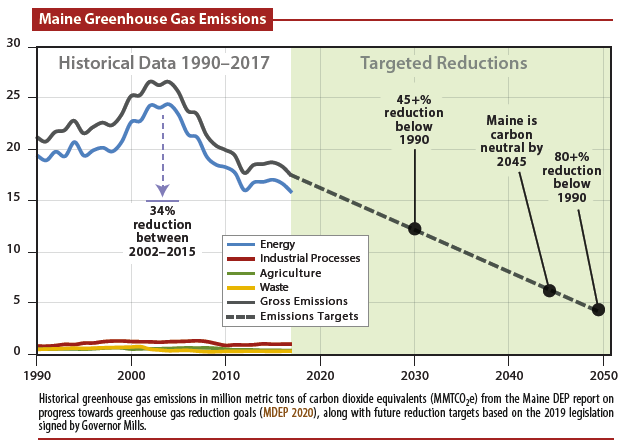 Maine Greenhouse Gas Emissions
30
25
20
15
10
5
0
Historical Data 1990–2017
Targeted Reductions
34%
reduction
between
2002–2015
45+%
reduction
below
1990
Maine is
carbon
neutral by
2045
80+%
reduction
below
1990
Energy
Industrial Processes
Agriculture
Waste
Gross Emissions
Emissions Targets
1990
2000
2010
2020
2030
2040
2050
Historical greenhouse gas emissions in million metric tons of carbon dioxide equivalents (MMTCO₂e) from the Maine DEP report on
progress towards greenhouse gas reduction goals (MDEP 2020), along with future reduction targets based on the 2019 legislation
signed by Governor Mills.